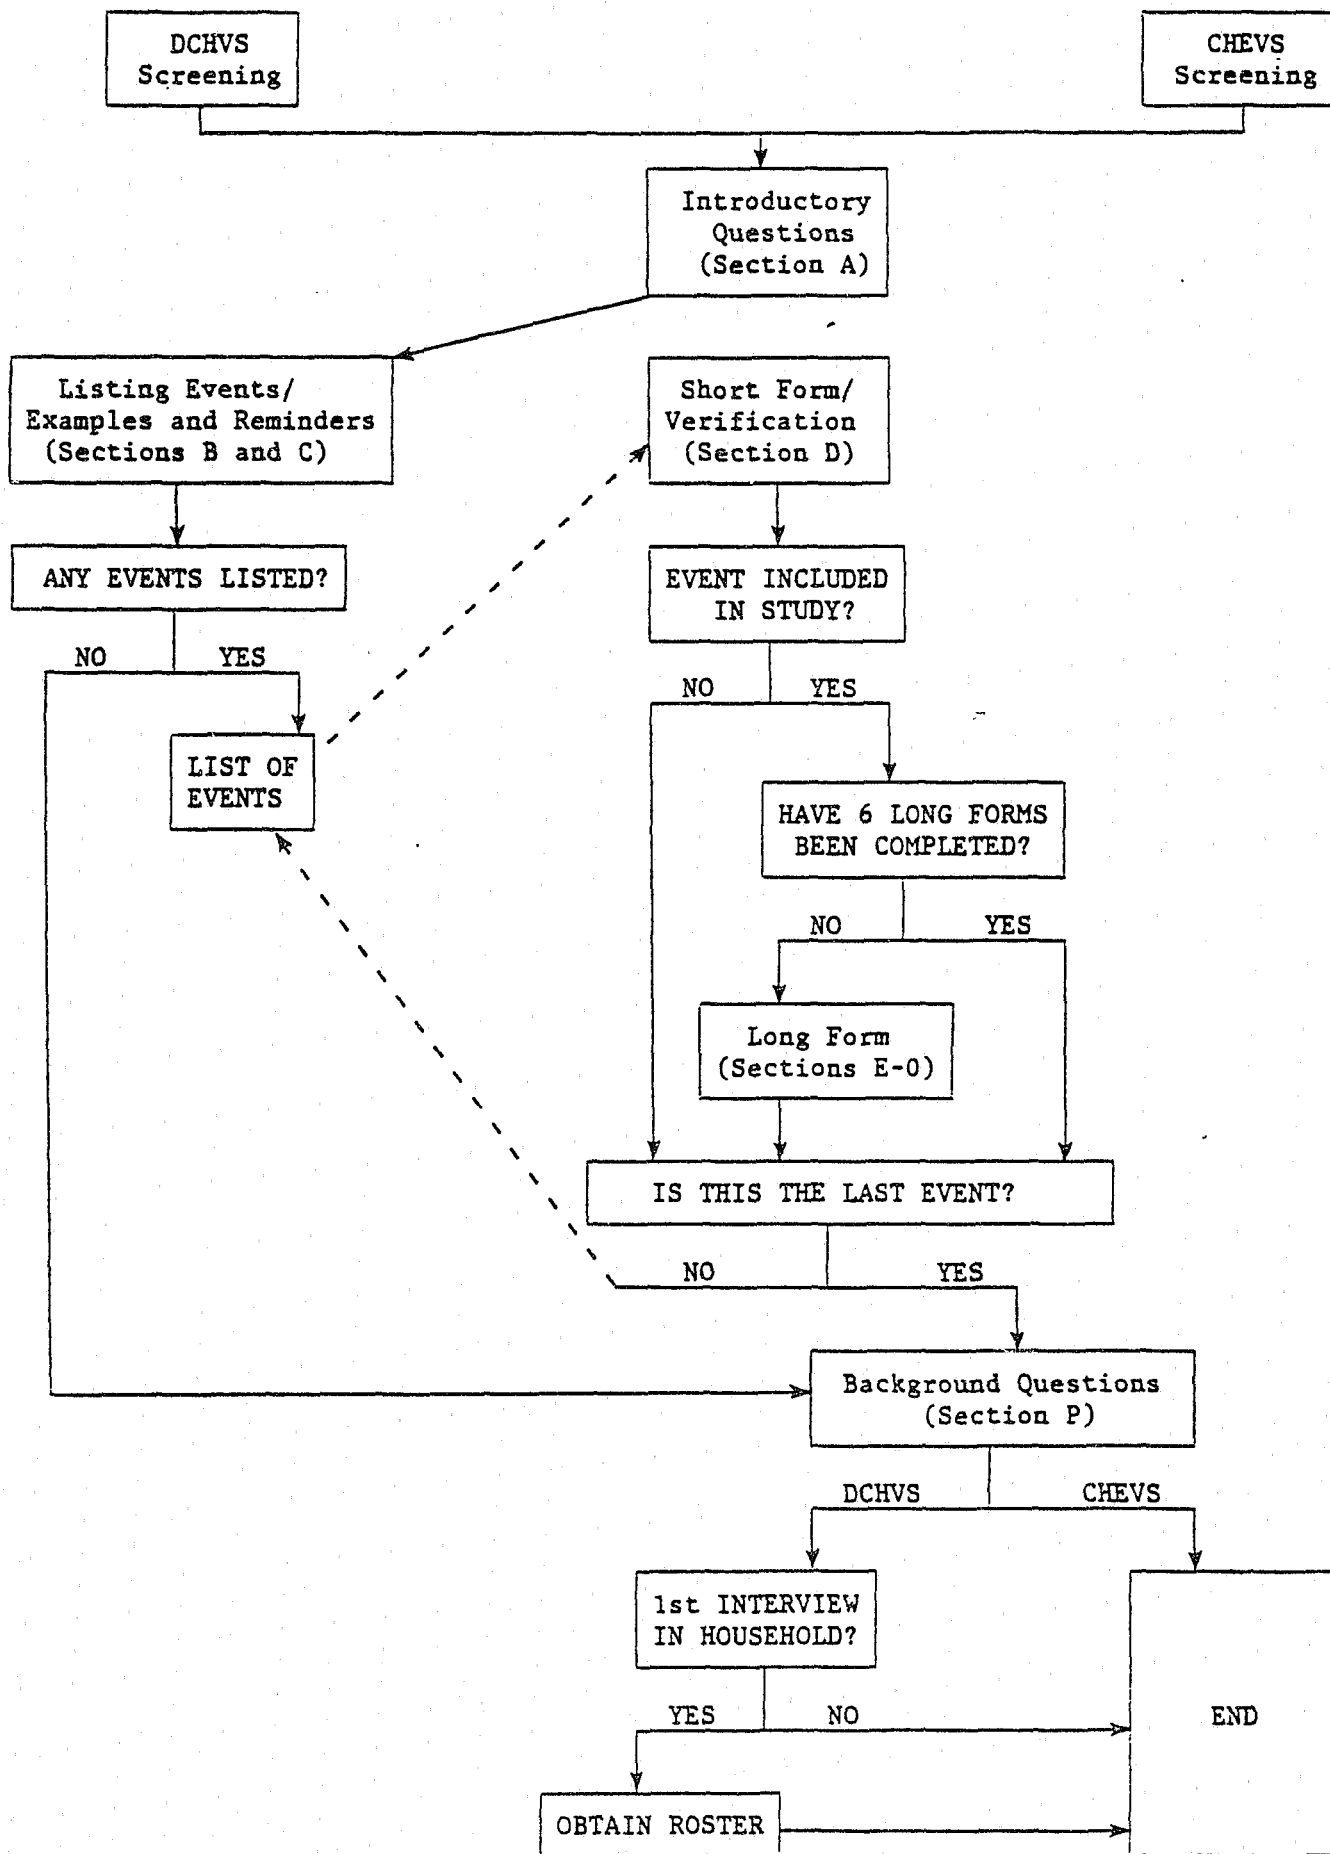 DCHVS
Screening
CHEVS
Screening
Introductory
Questions
(Section A)
Listing Events/
Examples and Reminders
(Sections B and C)
Short Form/
Verification
(Section D)
ANY EVENTS LISTED?
EVENT INCLUDED
IN STUDY?
NO YES
NO YES
LIST OF
EVENTS
HAVE 6 LONG FORMS
BEEN COMPLETED?
NO YES
Long Form
(Sections E-O)
IS THIS THE LAST EVENT?
NO YES
Background Questions
(Section P)
DCHVS CHEVS
1st INTERVIEW
IN HOUSEHOLD?
YES NO
END
OBTAIN ROSTER